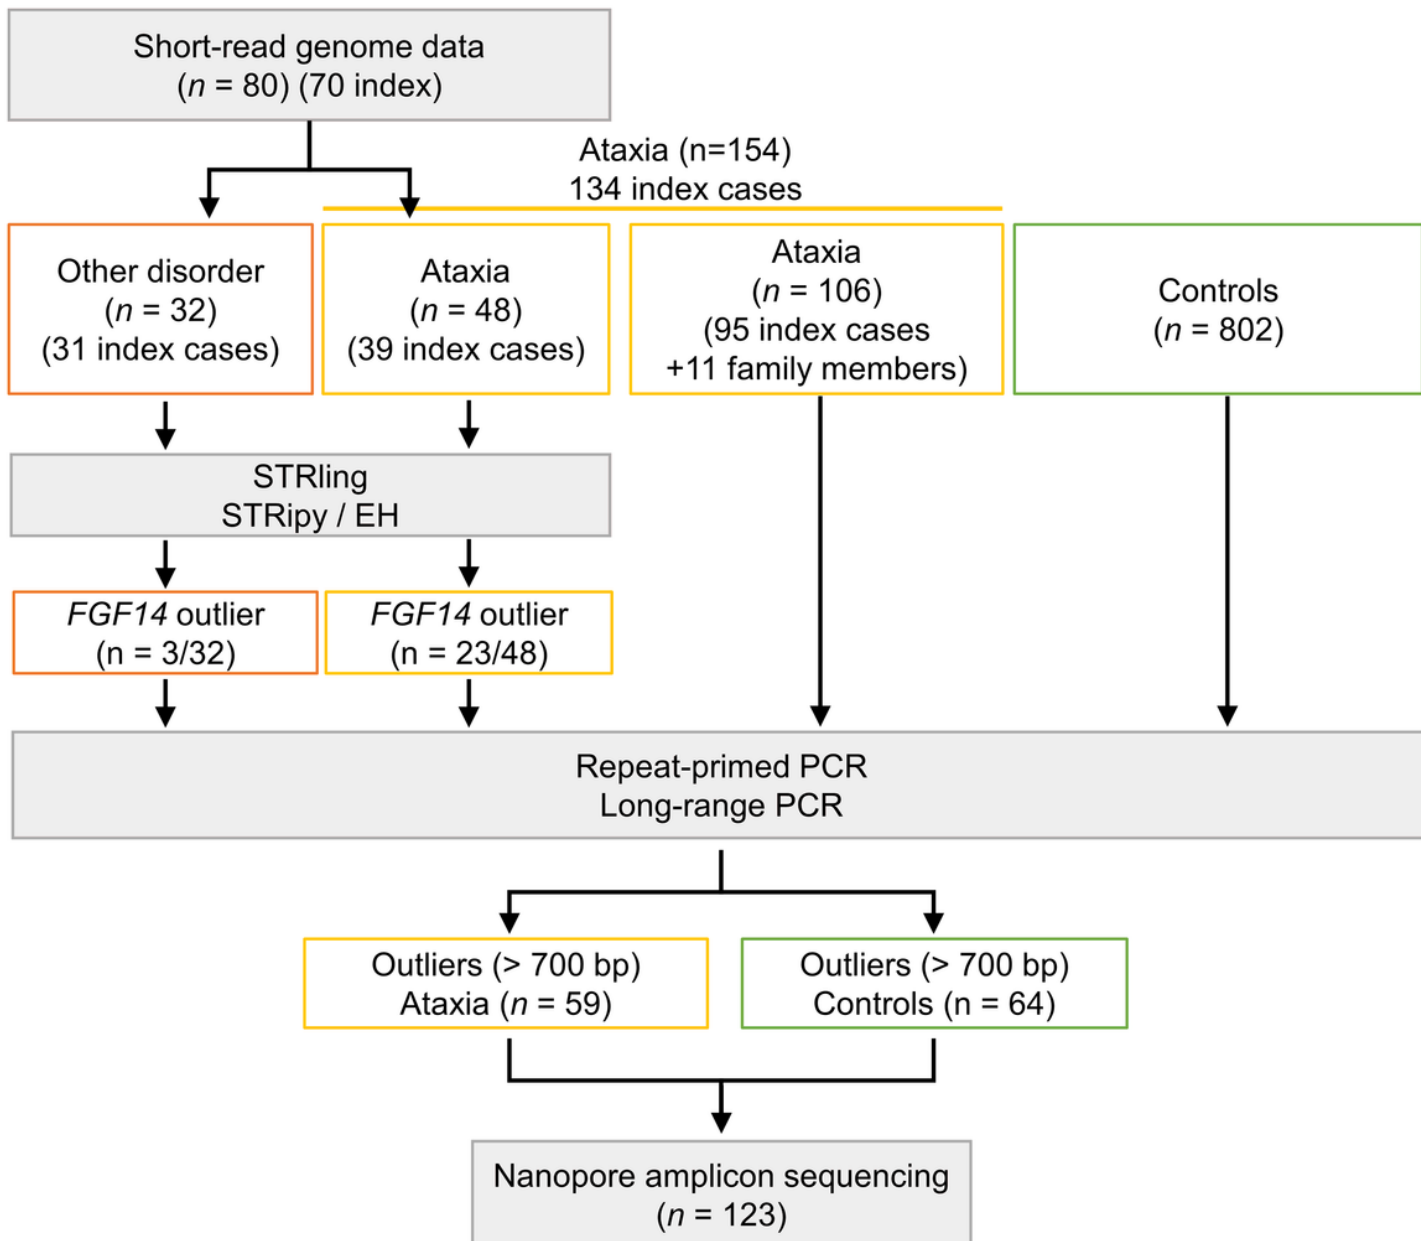 Short-read genome data
(n = 80) (70 index)
Ataxia (n=154)
134 index cases
Other disorder
(n = 32)
(31 index cases)
Ataxia
(n = 48)
(39 index cases)
Ataxia
(n = 106)
(95 index cases
+11 family members)
Controls
(n = 802)
STRling
STRipy / EH
FGF14 outlier
(n = 3/32)
FGF14 outlier
(n = 23/48)
Repeat-primed PCR
Long-range PCR
Outliers (> 700 bp)
Ataxia (n = 59)
Outliers (> 700 bp)
Controls (n = 64)
Nanopore amplicon sequencing
(n = 123)